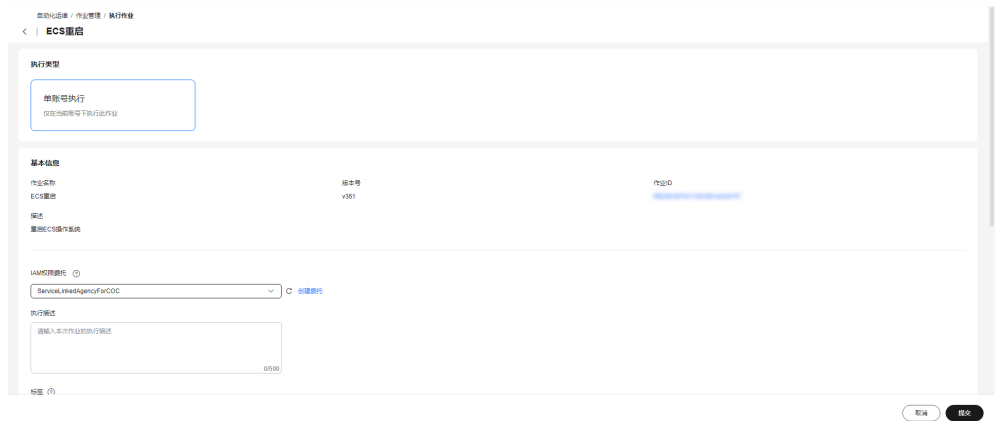 自动化运维 / 作业管理 / 执行作业
ECS重启
执行类型
单账号执行
仅在当前账号下执行此作业
基本信息
作业名称 版本号 作业ID
ECS重启 v361
描述
重启ECS操作系统
IAM权限委托
ServiceLinkedAgencyForCOC 创建委托
执行描述
请输入本次作业的执行描述
0/500
标签
取消 提交